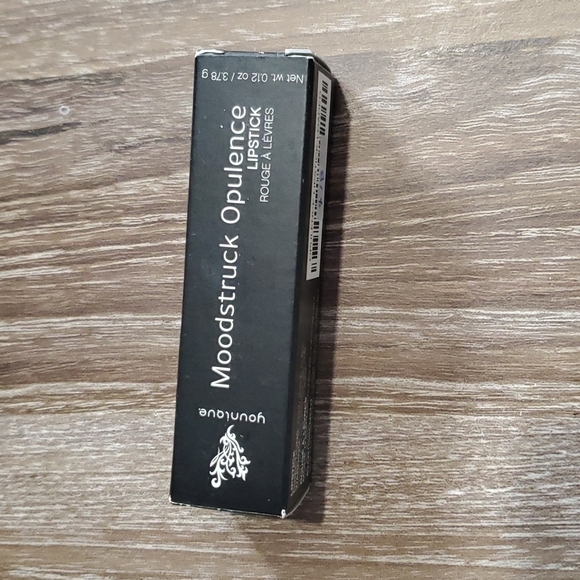 younique
Moodstruck Opulence
LIPSTICK
ROUGE À LÈVRES
Net wt. 0.12 oz / 3.78 g